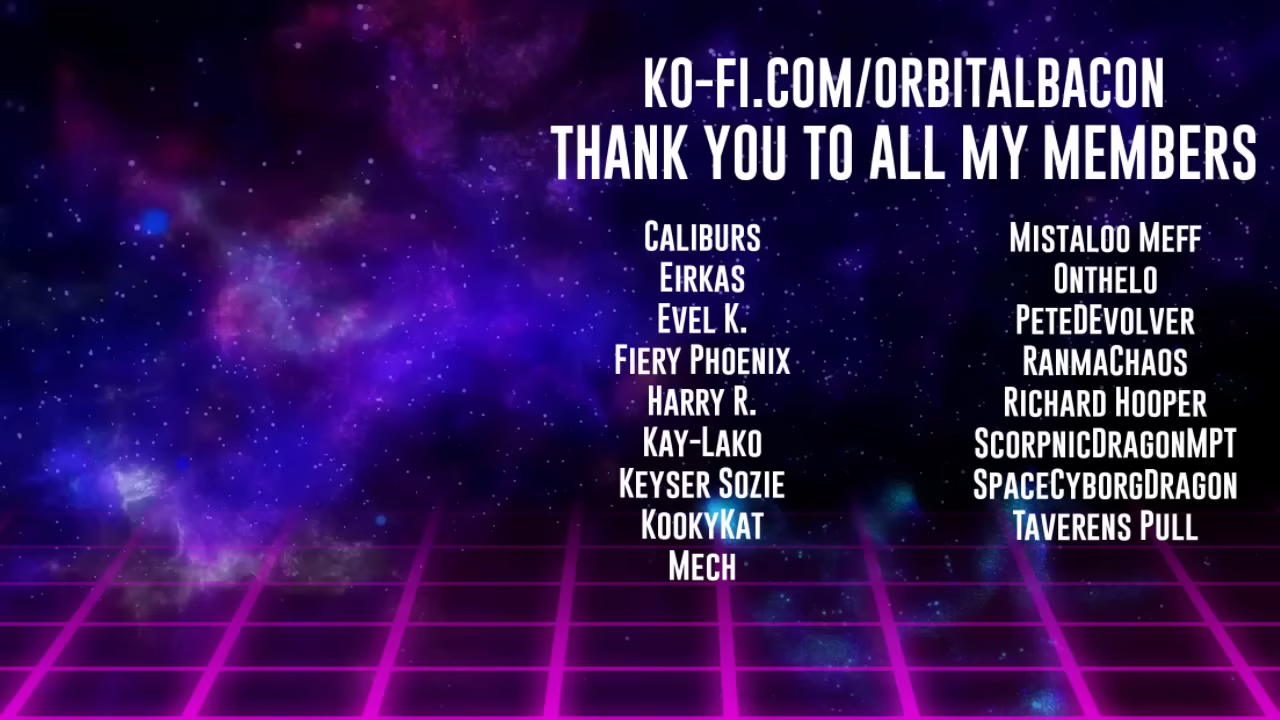 KO-FI.COM/ORBITALBACON
THANK YOU TO ALL MY MEMBERS
Caliburs
Eirkas
Evel K.
Fiery Phoenix
Harry R.
Kay-Lako
Keyser Sozie
KookyKat
Mech
Mistaloo Meff
Onthelo
PeteDEvolver
RanmaChaos
Richard Hooper
ScorpnicDragonMPT
SpaceCyborgDragon
Taverens Pull